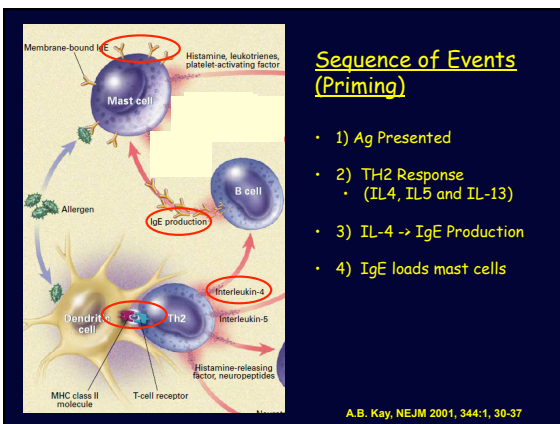 Membrane-bound IgE
Histamine, leukotrienes,
platelet-activating factor
Mast cell
B cell
Allergen
IgE production
Interleukin-4
Dendritic
cell
Th2
Interleukin-5
Histamine-releasing
factor, neuropeptides
MHC class II
molecule
T-cell receptor
Sequence of Events
(Priming)
• 1) Ag Presented
• 2) TH2 Response
• (IL4, IL5 and IL-13)
• 3) IL-4 -> IgE Production
• 4) IgE loads mast cells
A.B. Kay, NEJM 2001, 344:1, 30-37